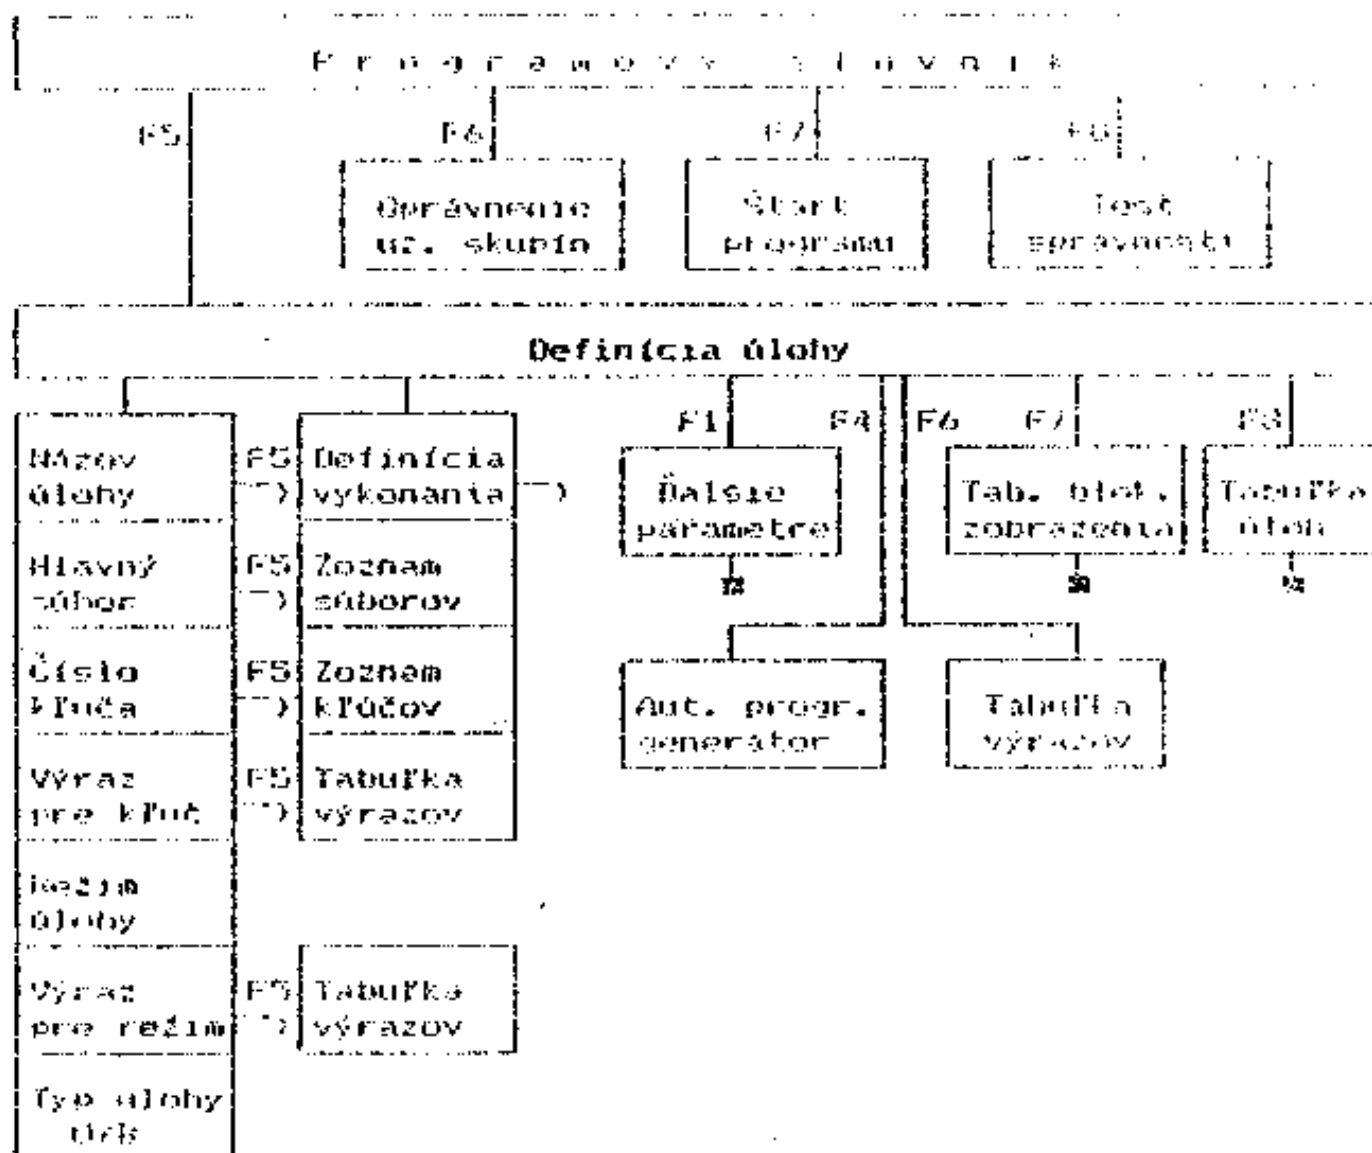 Programový slovník
F5 F6 F7 F8
Oprávnenie
uz. skupín
Štart
programu
Test
správnosti
Definícia úlohy
F1 F4 F6 F7 F8
Názov
úlohy
F5
Definícia
vykonania
Ďalsie
parametre
Tab. blok.
zobrazenia
Tabuľka
úloh
Hlavný
súbor
F5
Zoznam
súborov
Číslo
kľúča
F5
Zoznam
kľúčov
Aut. progr.
generátor
Tabuľka
výrazov
Výraz
pre kľúč
F5
Tabuľka
výrazov
Režim
úlohy
Výraz
pre režim
F5
Tabuľka
výrazov
Typ úlohy